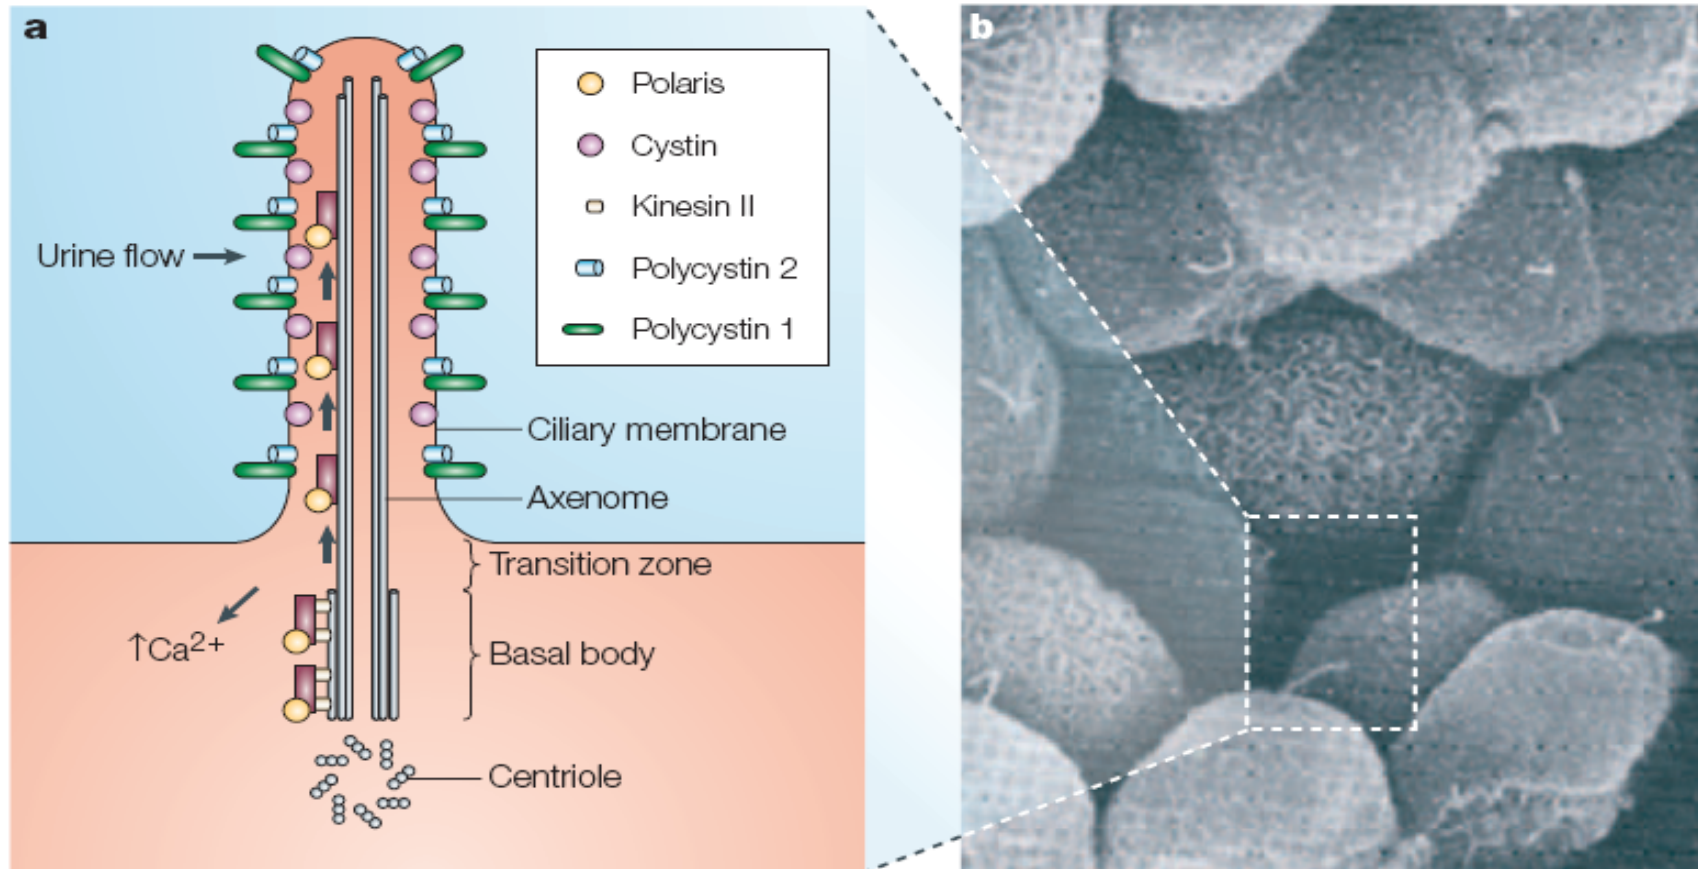 a
Polaris
Cystin
Kinesin II
Polycystin 2
Polycystin 1
Urine flow
Ciliary membrane
Axenome
Transition zone
Basal body
↑Ca2+
Centriole
b